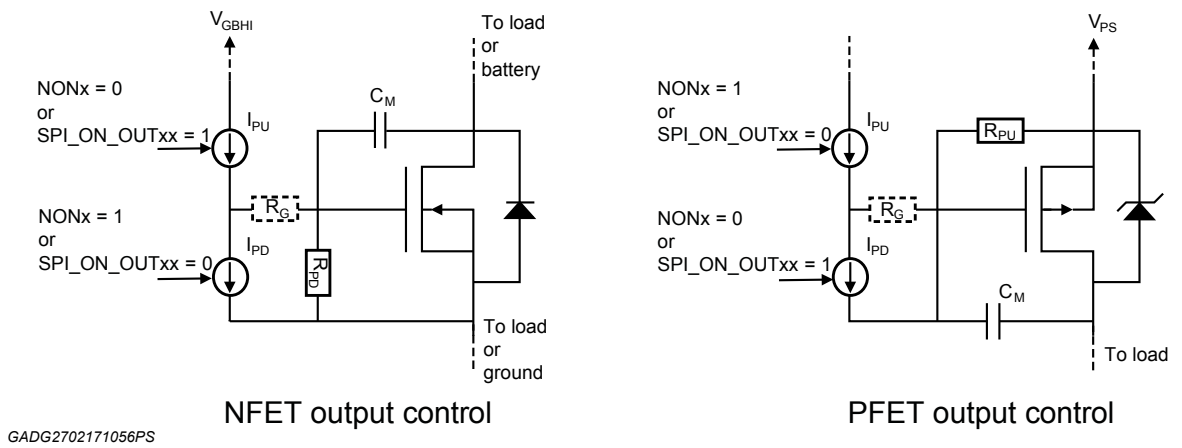 V_GBHI
To load
or
battery
NONx = 0
or
SPI_ON_OUTxx = 1
I_PU
C_M
R_G
NONx = 1
or
SPI_ON_OUTxx = 0
I_PD
R_PD
To load
or
ground
NFET output control
V_PS
NONx = 1
or
SPI_ON_OUTxx = 0
I_PU
R_PU
R_G
NONx = 0
or
SPI_ON_OUTxx = 1
I_PD
C_M
To load
PFET output control
GADG2702171056PS